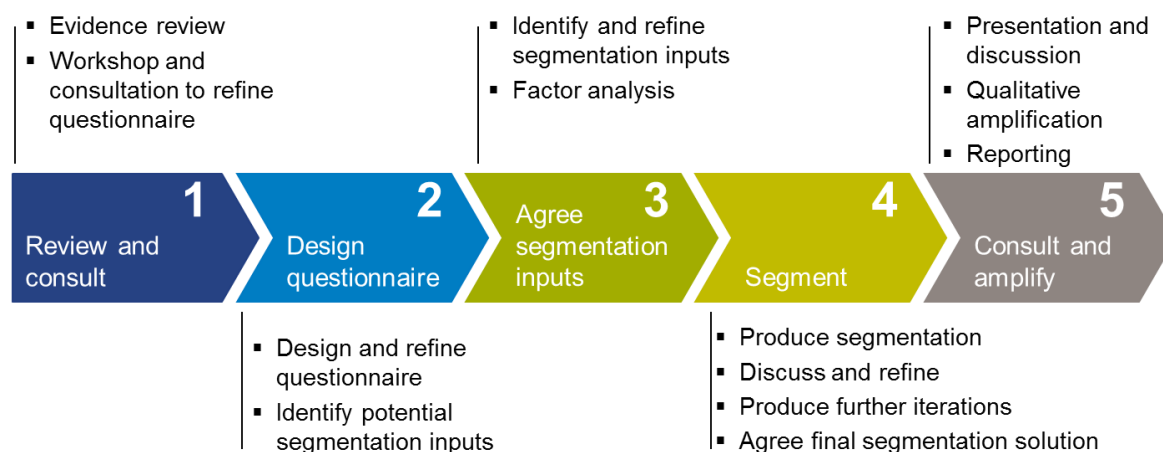 ▪ Evidence review
▪ Workshop and
consultation to refine
questionnaire
▪ Identify and refine
segmentation inputs
▪ Factor analysis
▪ Presentation and
discussion
▪ Qualitative
amplification
▪ Reporting
1
Review and
consult
2
Design
questionnaire
3
Agree
segmentation
inputs
4
Segment
5
Consult and
amplify
▪ Design and refine
questionnaire
▪ Identify potential
segmentation inputs
▪ Produce segmentation
▪ Discuss and refine
▪ Produce further iterations
▪ Agree final segmentation solution